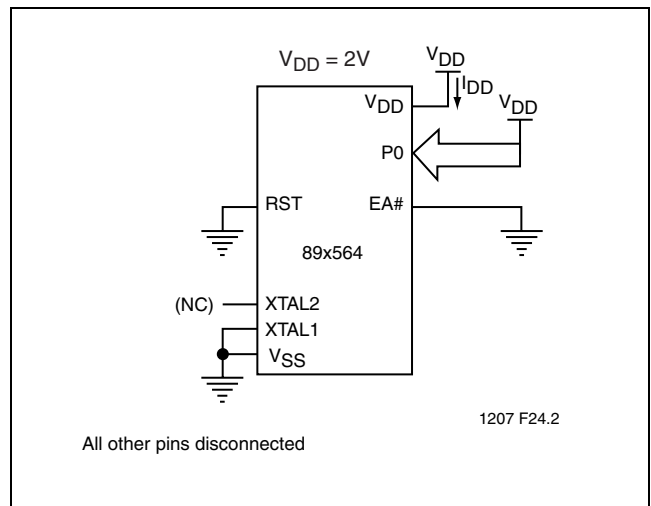 VDD = 2V
VDD
IDD
VDD
VDD
P0
RST
EA#
89x564
(NC)
XTAL2
XTAL1
VSS
1207 F24.2
All other pins disconnected